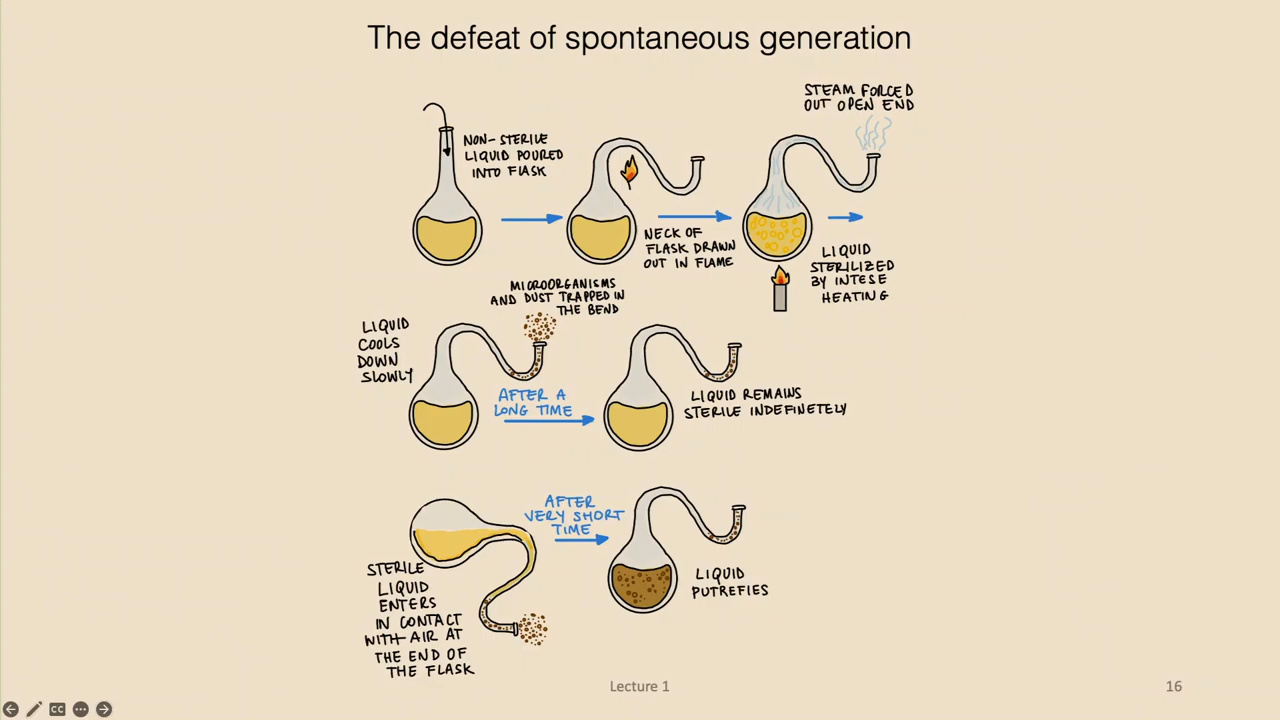 The defeat of spontaneous generation
NON-STERILE
LIQUID POURED
INTO FLASK
NECK OF
FLASK DRAWN
OUT IN FLAME
STEAM FORCED
OUT OPEN END
LIQUID
STERILIZED
BY INTESE
HEATING
LIQUID
COOLS
DOWN
SLOWLY
MICROORGANISMS
AND DUST TRAPPED IN
THE BEND
AFTER A
LONG TIME
LIQUID REMAINS
STERILE INDEFINETELY
STERILE
LIQUID
ENTERS
IN CONTACT
WITH AIR AT
THE END OF
THE FLASK
AFTER
VERY SHORT
TIME
LIQUID
PUTREFIES
Lecture 1
16
CC